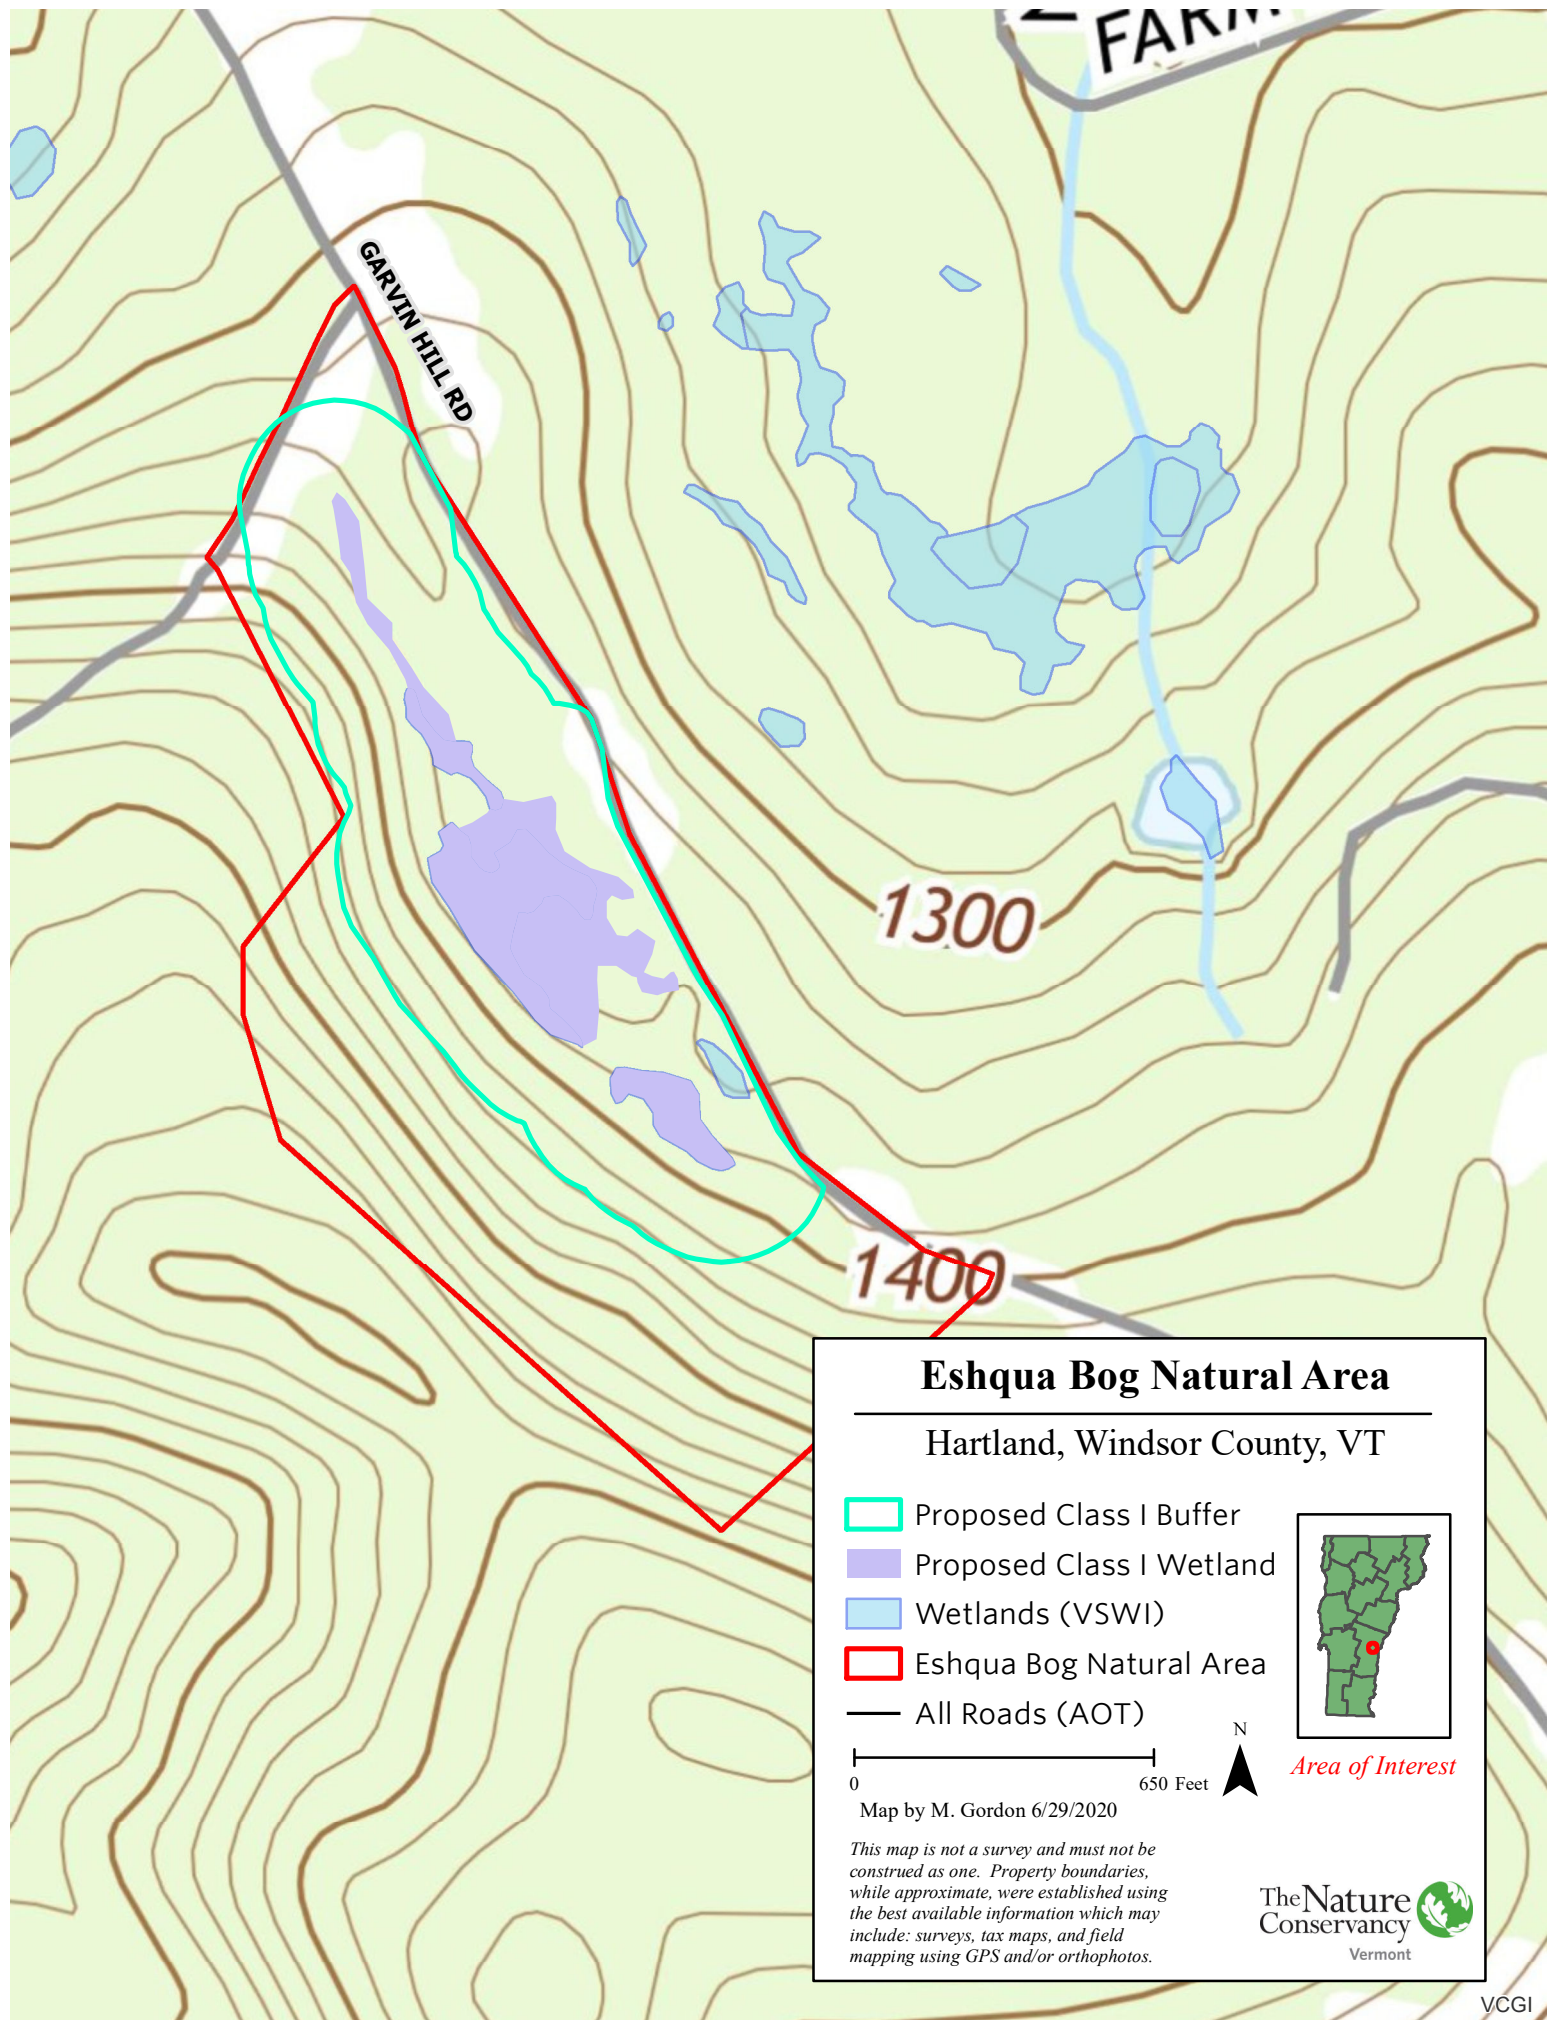 FARM
GARVIN HILL RD
1300
1400
Eshqua Bog Natural Area
Hartland, Windsor County, VT
Proposed Class I Buffer
Proposed Class I Wetland
Wetlands (VSWI)
Eshqua Bog Natural Area
All Roads (AOT)
N
0 650 Feet
Area of Interest
Map by M. Gordon 6/29/2020
This map is not a survey and must not be
construed as one.  Property boundaries,
while approximate, were established using
the best available information which may
include: surveys, tax maps, and field
mapping using GPS and/or orthophotos.
The Nature
Conservancy
Vermont
VCGI